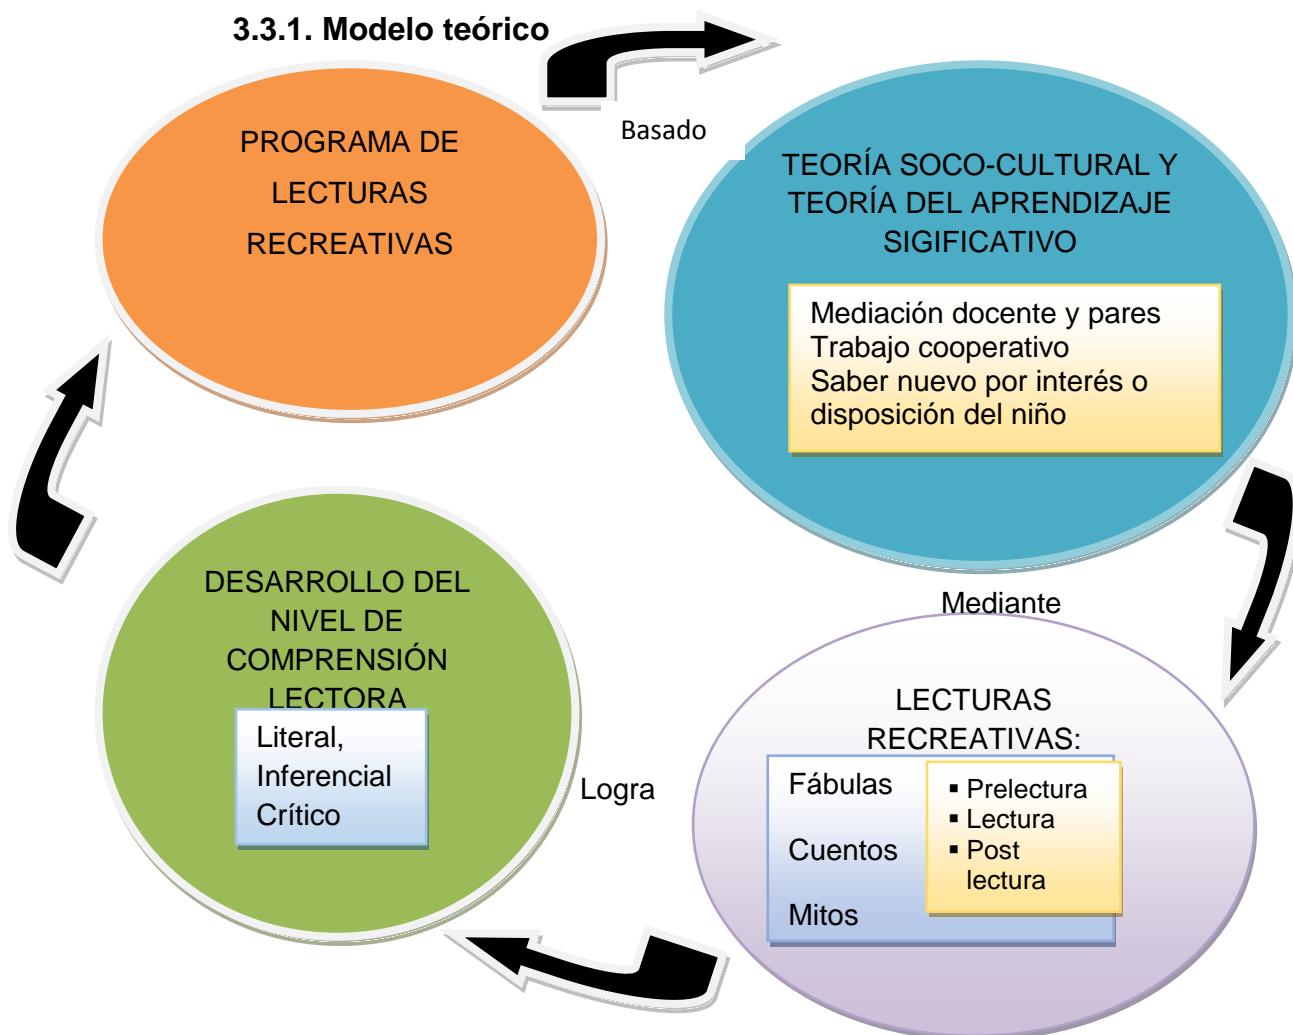 3.3.1. Modelo teórico
Basado
PROGRAMA DE
LECTURAS
RECREATIVAS
TEORÍA SOCO-CULTURAL Y
TEORÍA DEL APRENDIZAJE
SIGIFICATIVO
Mediación docente y pares
Trabajo cooperativo
Saber nuevo por interés o
disposición del niño
Mediante
LECTURAS
RECREATIVAS:
Fábulas
Cuentos
Mitos
▪ Prelectura
▪ Lectura
▪ Post
lectura
Logra
DESARROLLO DEL
NIVEL DE
COMPRENSIÓN
LECTORA
Literal,
Inferencial
Crítico